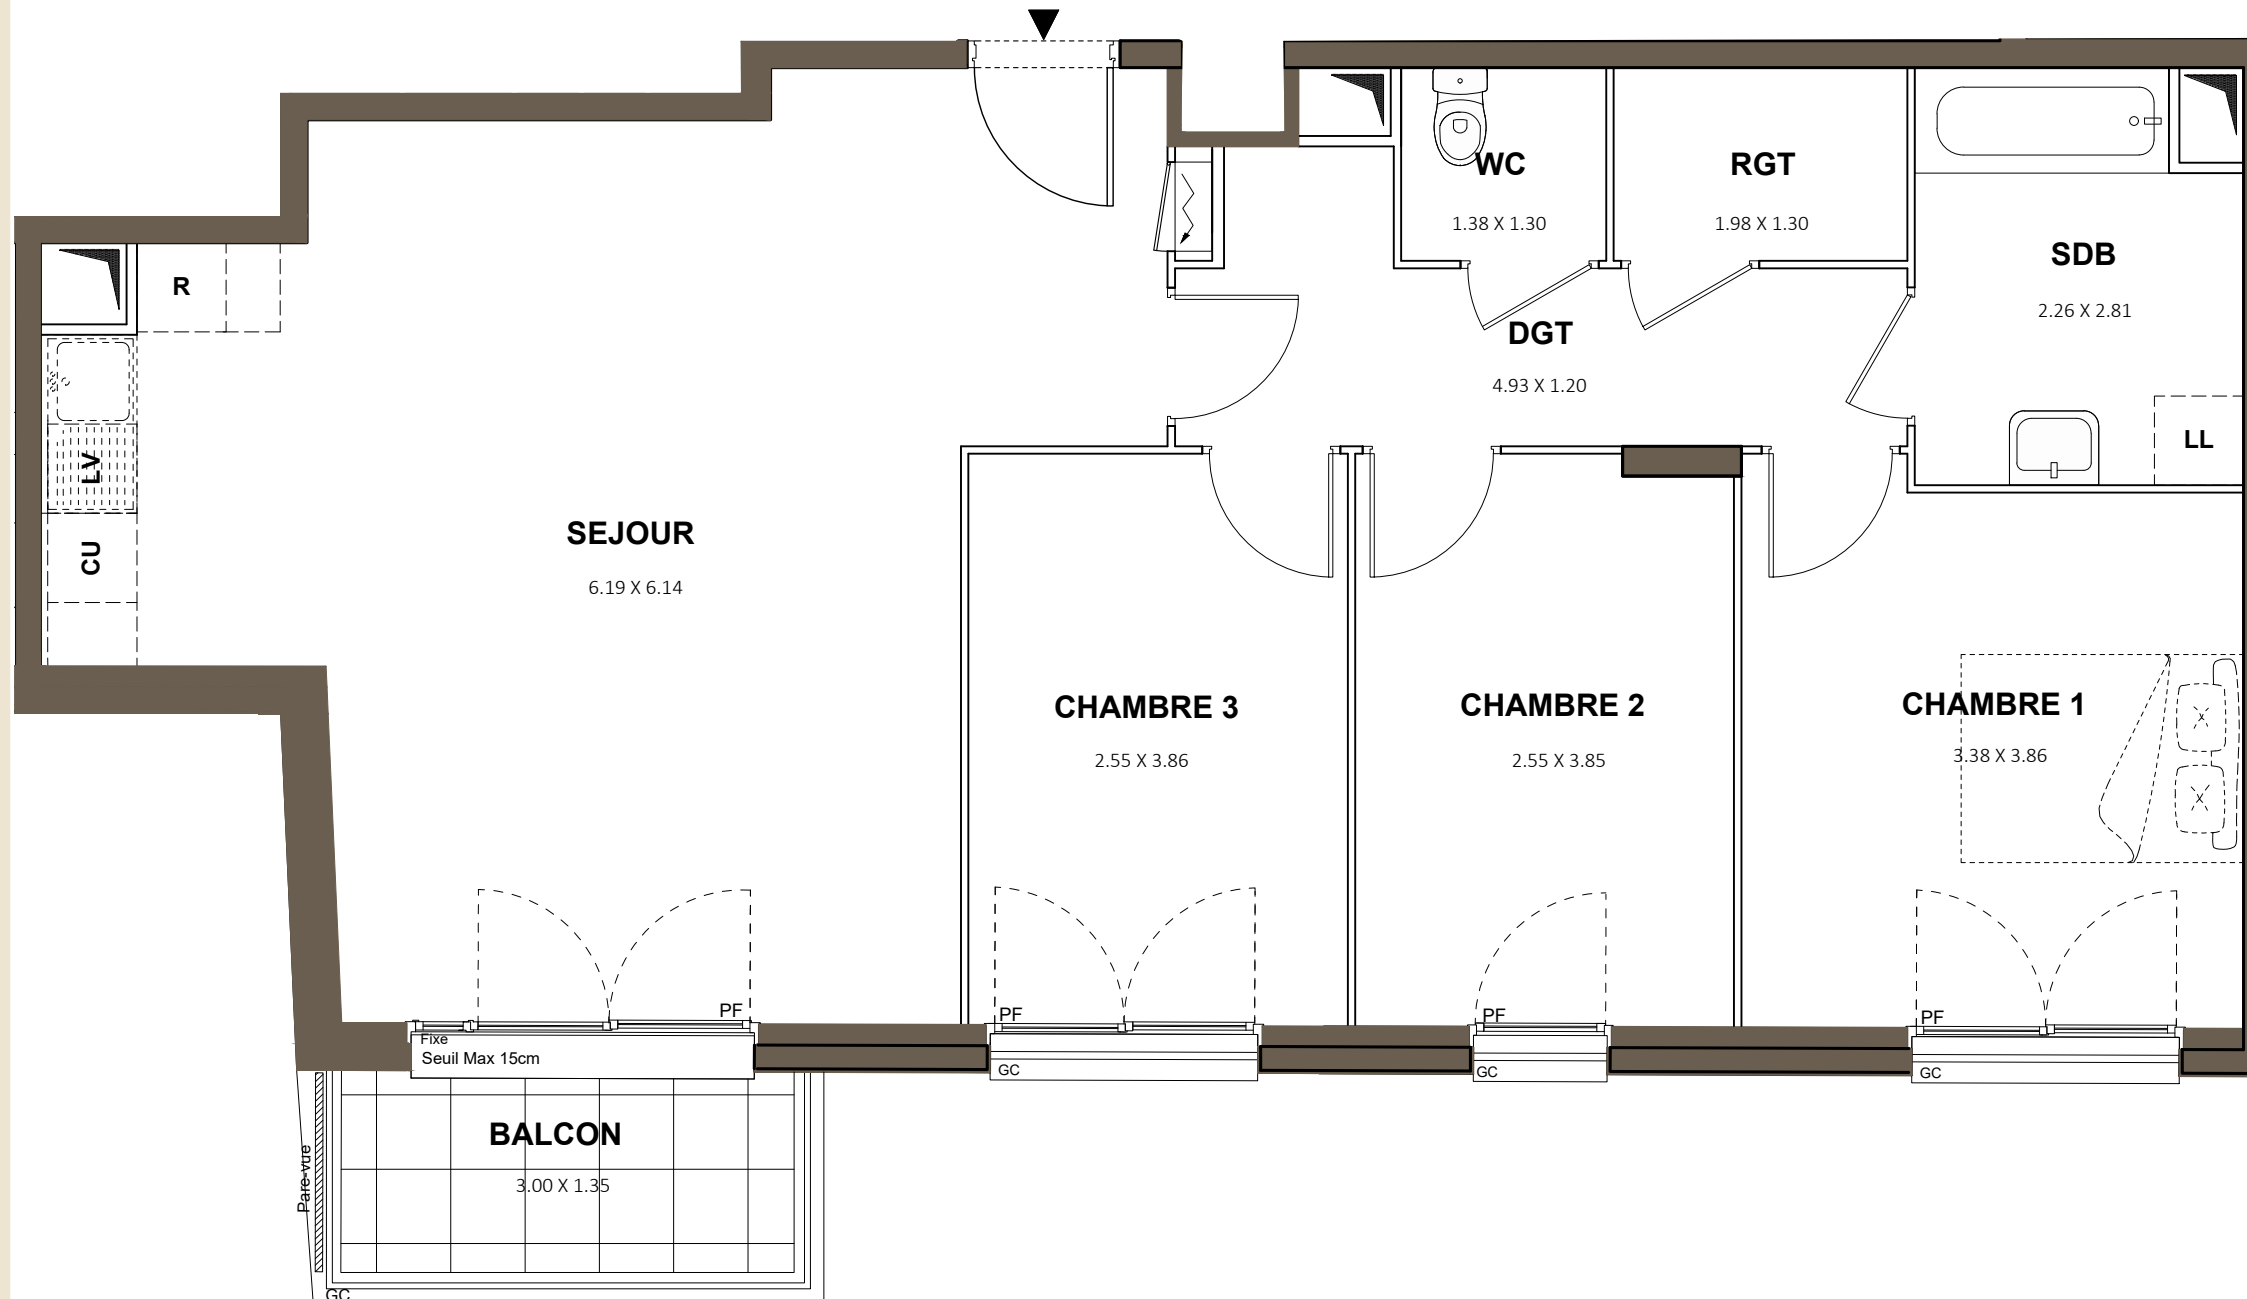 WC
1.38 X 1.30
RGT
1.98 X 1.30
SDB
2.26 X 2.81
R
DGT
4.93 X 1.20
LL
LV
CU
SEJOUR
6.19 X 6.14
CHAMBRE 3
2.55 X 3.86
CHAMBRE 2
2.55 X 3.85
CHAMBRE 1
3.38 X 3.86
PF
PF
PF
PF
Fixe
Seuil Max 15cm
GC
GC
GC
BALCON
3.00 X 1.35
Pare-vue
GC